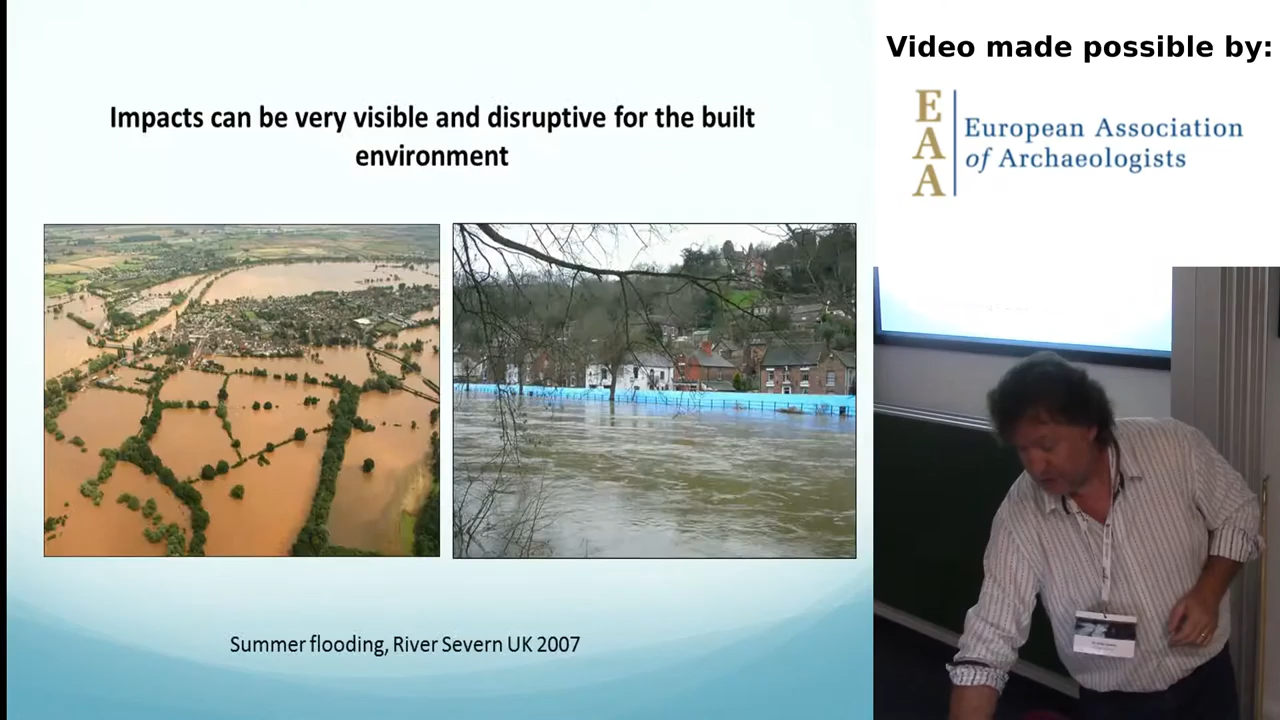 Impacts can be very visible and disruptive for the built
environment
Summer flooding, River Severn UK 2007
Video made possible by:
EAA
European Association
of Archaeologists